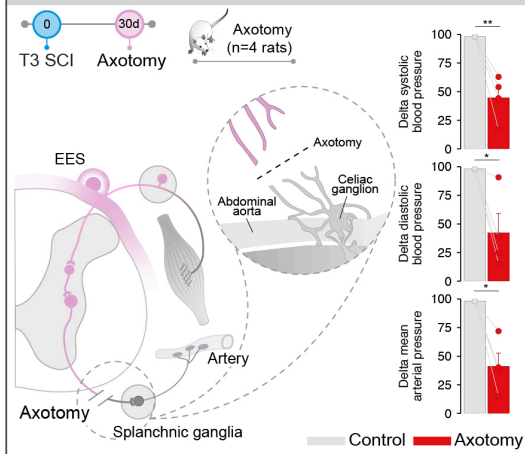 0
30d
T3 SCI
Axotomy
Axotomy
(n=4 rats)
EES
Axotomy
Celiac
ganglion
Abdominal
aorta
Artery
Axotomy
Splanchnic ganglia
Delta systolic
blood pressure
100
75
50
25
0
**
Delta diastolic
blood pressure
100
75
50
25
0
*
Delta mean
arterial pressure
100
75
50
25
0
*
Control
Axotomy